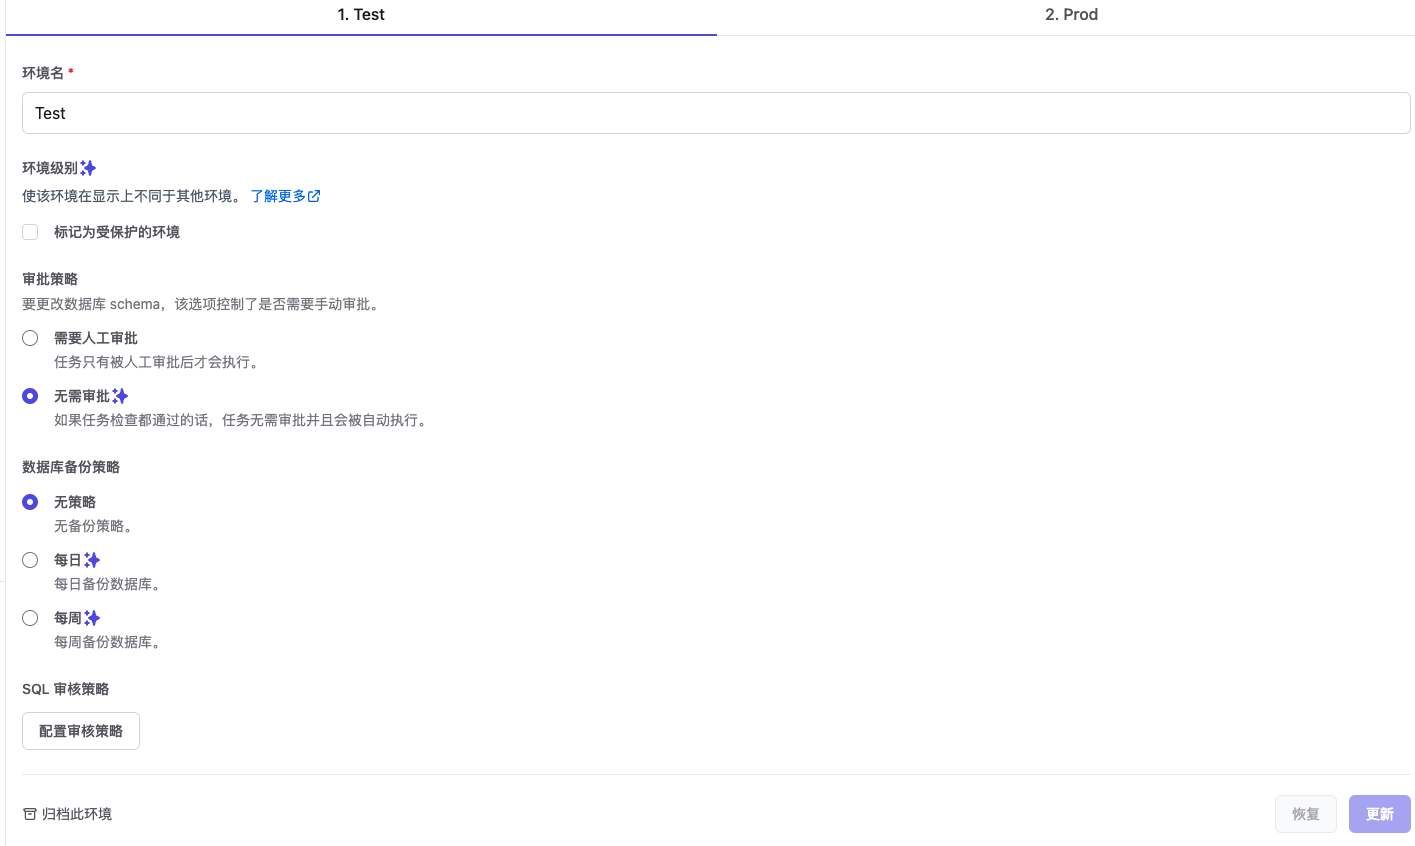 1. Test
2. Prod
环境名 *
Test
环境级别
使该环境在显示上不同于其他环境。 了解更多
标记为受保护的环境
审批策略
要更改数据库 schema，该选项控制了是否需要手动审批。
需要人工审批
任务只有被人工审批后才会执行。
无需审批
如果任务检查都通过的话，任务无需审批并且会被自动执行。
数据库备份策略
无策略
无备份策略。
每日
每日备份数据库。
每周
每周备份数据库。
SQL 审核策略
配置审核策略
归档此环境
恢复
更新